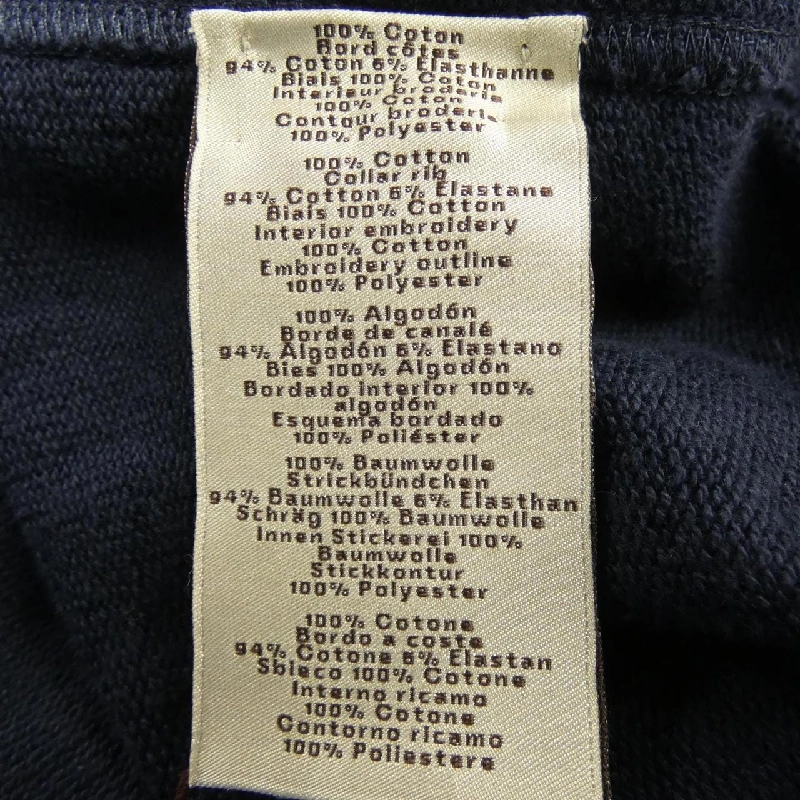 100% Coton
Bord côtes
94% Coton 6% Elasthanne
Biais 100% Coton
Interieur broderie
100% Coton
Contour broderie
100% Polyester
100% Cotton
Collar rib
94% Cotton 6% Elastane
Biais 100% Cotton
Interior embroidery
100% Cotton
Embroidery outline
100% Polyester
100% Algodón
Borde de canalé
94% Algodón 6% Elastano
Bies 100% Algodón
Bordado interior 100%
algodón
Esquema bordado
100% Poliéster
100% Baumwolle
Strickbündchen
94% Baumwolle 6% Elasthan
Schräg 100% Baumwolle
Innen Stickerei 100%
Baumwolle
Stickkontur
100% Polyester
100% Cotone
Bordo a coste
94% Cotone 6% Elastan
Sbieco 100% Cotone
Interno ricamo
100% Cotone
Contorno ricamo
100% Poliestere